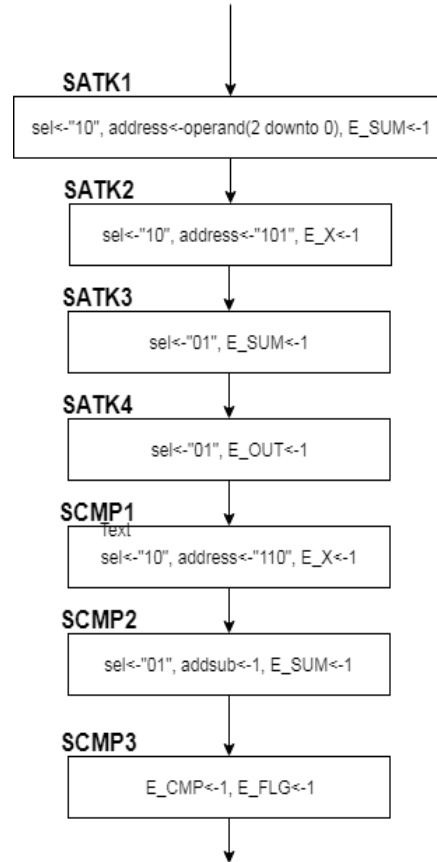 SATK1
sel<-"10", address<-operand(2 downto 0), E_SUM<-1
SATK2
sel<-"10", address<-"101", E_X<-1
SATK3
sel<-"01", E_SUM<-1
SATK4
sel<-"01", E_OUT<-1
SCMP1
Text
sel<-"10", address<-"110", E_X<-1
SCMP2
sel<-"01", addsub<-1, E_SUM<-1
SCMP3
E_CMP<-1, E_FLG<-1